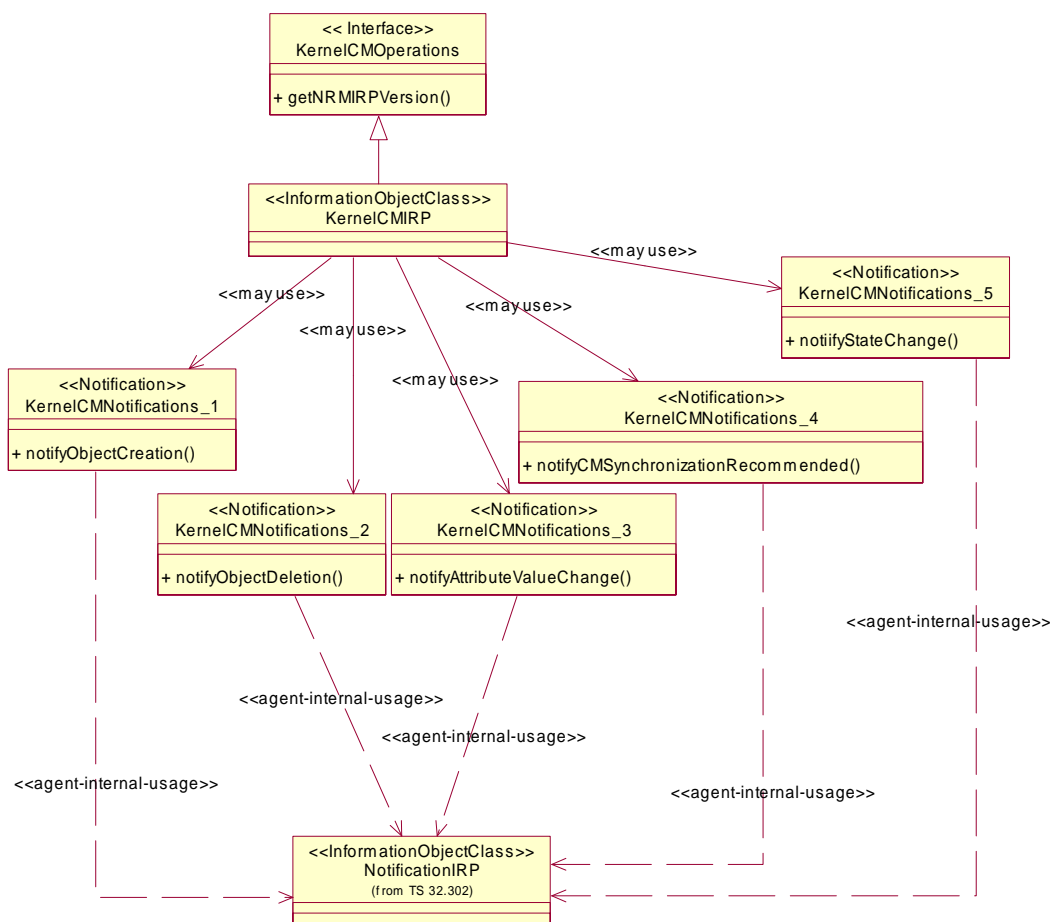 << Interface>>
KernelCMOperations
+ getNRMIRPVersion()
<<InformationObjectClass>>
KernelCMIRP
<<may use>>
<<may use>>
<<may use>>
<<may use>>
<<may use>>
<<Notification>>
KernelCMNotifications_5
+ notiifyStateChange()
<<Notification>>
KernelCMNotifications_1
+ notifyObjectCreation()
<<Notification>>
KernelCMNotifications_4
+ notifyCMSynchronizationRecommended()
<<Notification>>
KernelCMNotifications_2
+ notifyObjectDeletion()
<<Notification>>
KernelCMNotifications_3
+ notifyAttributeValueChange()
<<agent-internal-usage>>
<<agent-internal-usage>>
<<agent-internal-usage>>
<<agent-internal-usage>>
<<agent-internal-usage>>
<<InformationObjectClass>>
NotificationIRP
(from TS 32.302)